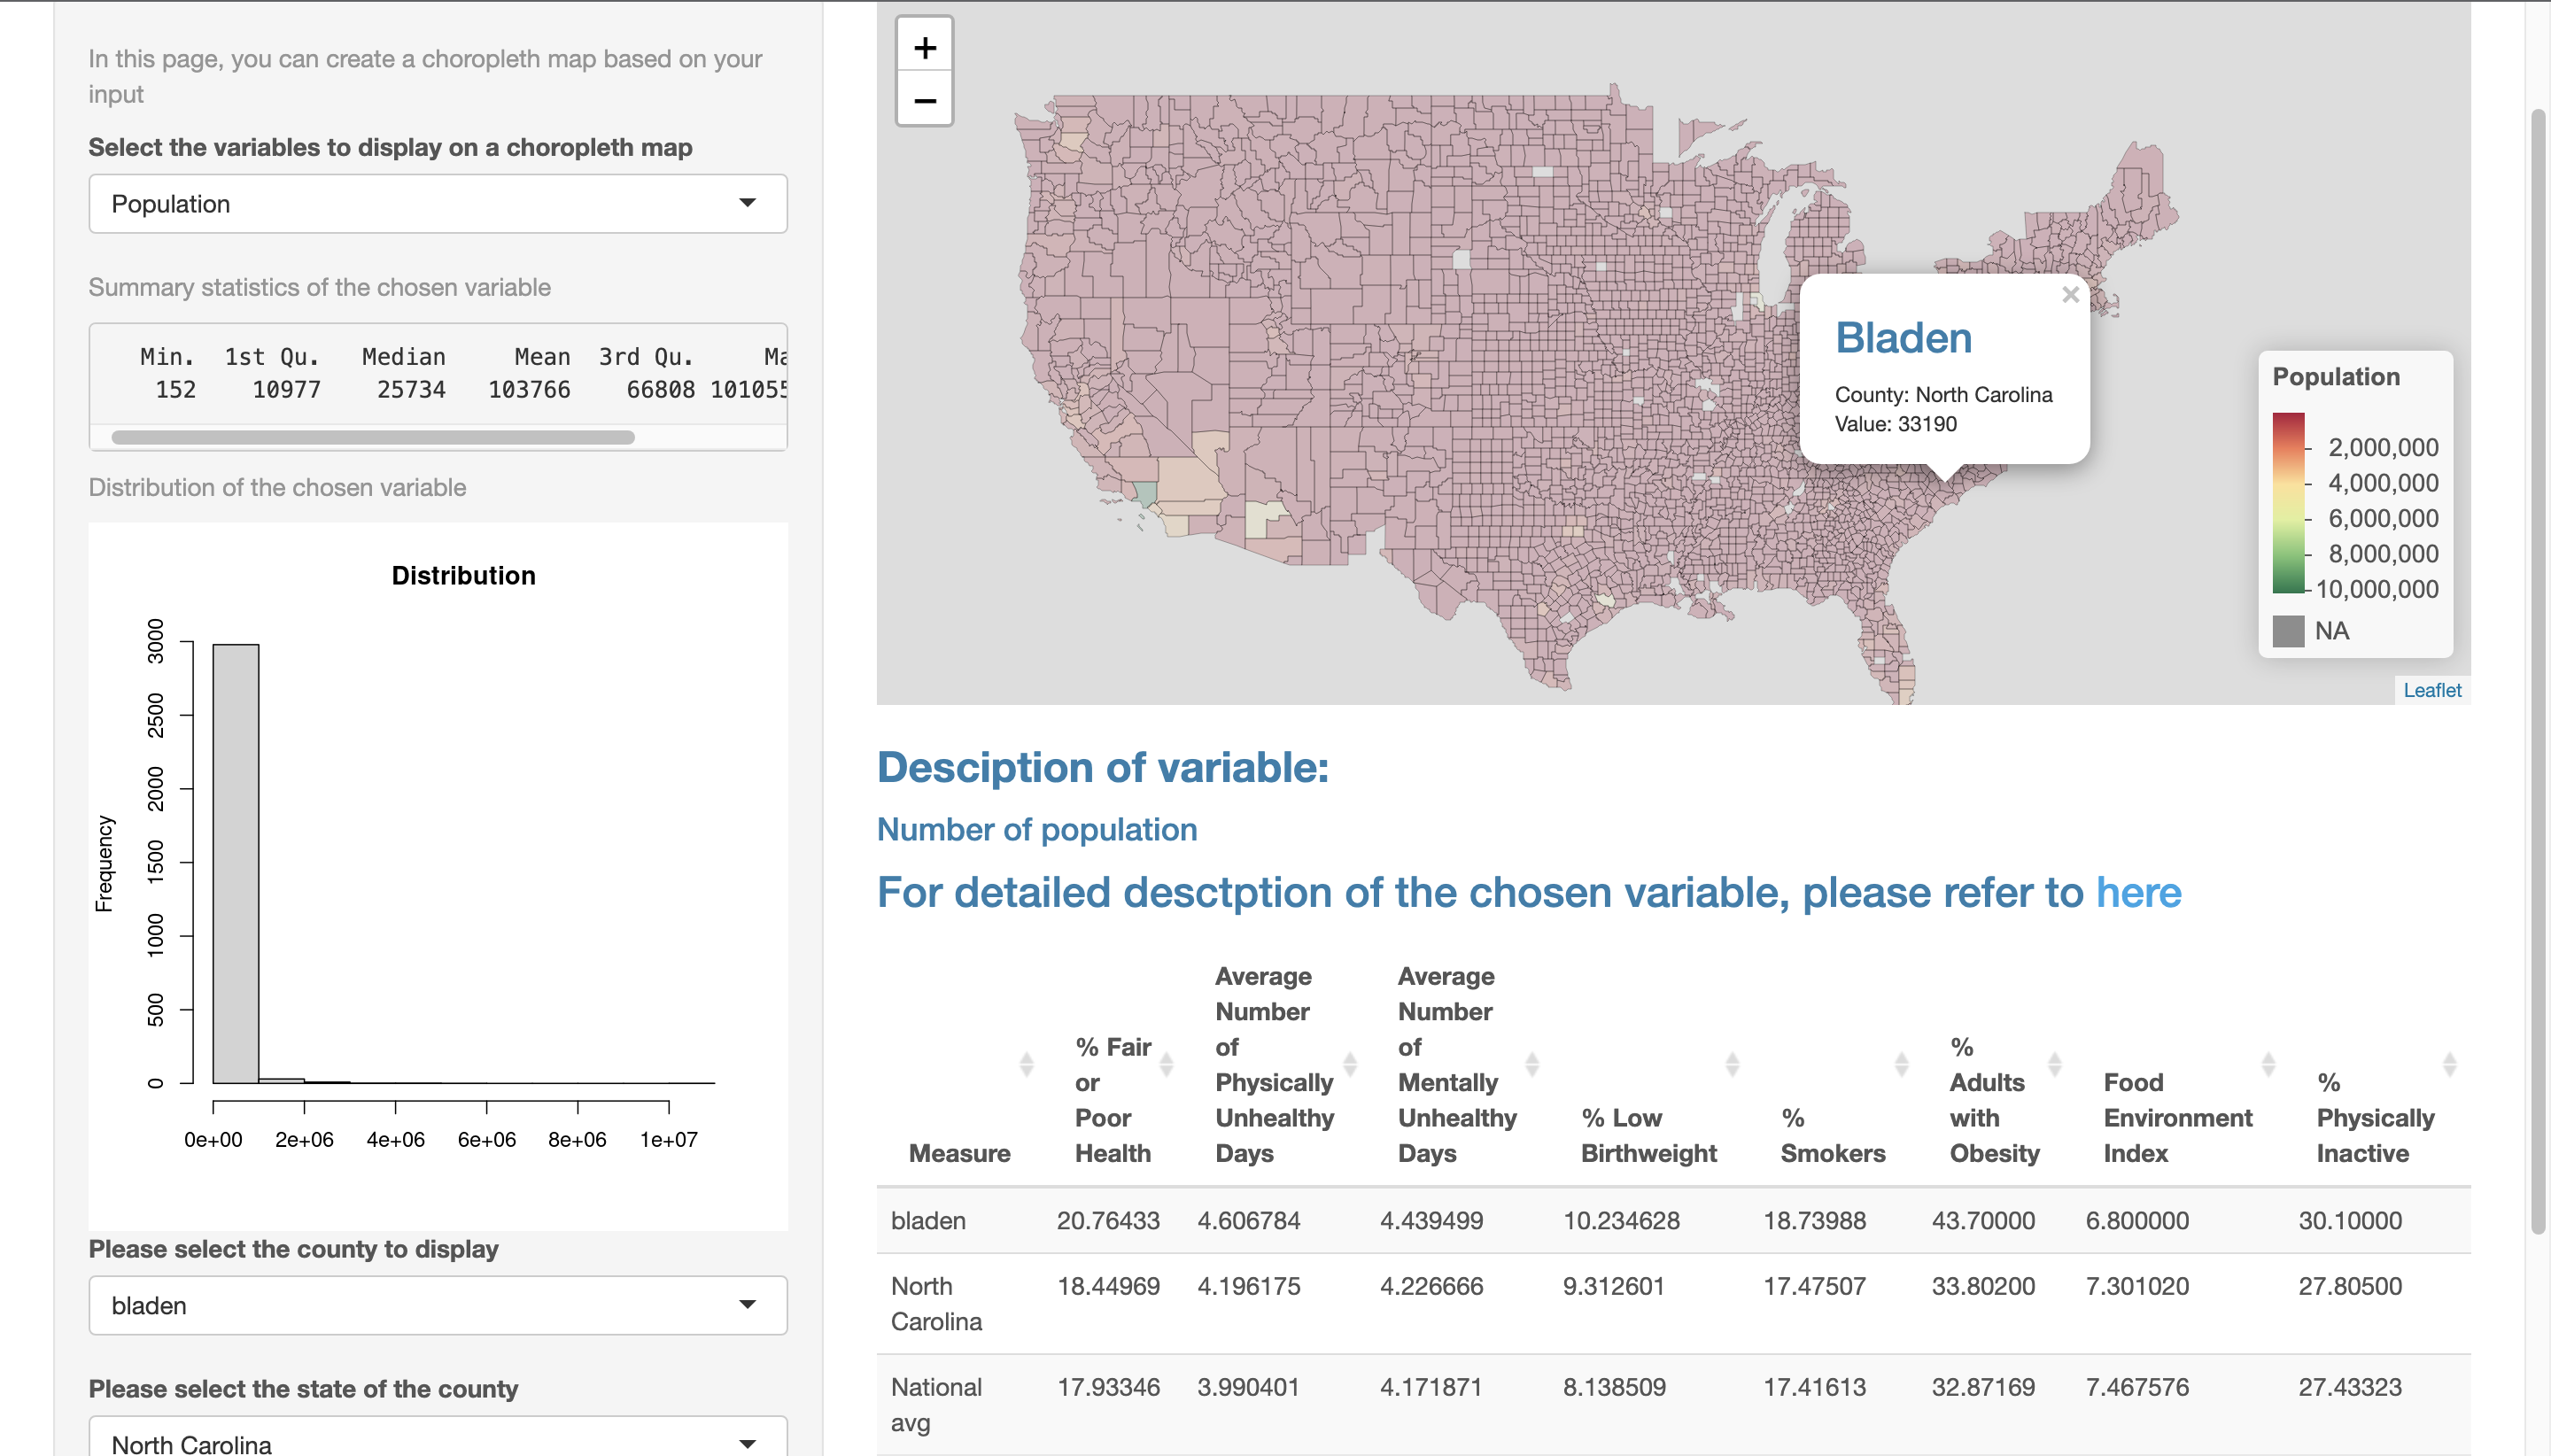 In this page, you can create a choropleth map based on your
input
Select the variables to display on a choropleth map
Population
Summary statistics of the chosen variable
Min. 1st Qu. Median Mean 3rd Qu.
152 10977 25734 103766 66808 101055
Distribution of the chosen variable
Distribution
Frequency
3000
2500
2000
1500
1000
500
0
0e+00 2e+06 4e+06 6e+06 8e+06 1e+07
Please select the county to display
bladen
Please select the state of the county
North Carolina
+
−
Bladen
×
County: North Carolina
Value: 33190
Population
2,000,000
4,000,000
6,000,000
8,000,000
10,000,000
NA
Leaflet
Desciption of variable:
Number of population
For detailed desctption of the chosen variable, please refer to here
Measure
% Fair
or
Poor
Health
Average
Number
of
Physically
Unhealthy
Days
Average
Number
of
Mentally
Unhealthy
Days
% Low
Birthweight
%
Smokers
%
Adults
with
Obesity
Food
Environment
Index
%
Physically
Inactive
bladen 20.76433 4.606784 4.439499 10.234628 18.73988 43.70000 6.800000 30.10000
North 18.44969 4.196175 4.226666 9.312601 17.47507 33.80200 7.301020 27.80500
Carolina
National 17.93346 3.990401 4.171871 8.138509 17.41613 32.87169 7.467576 27.43323
avg